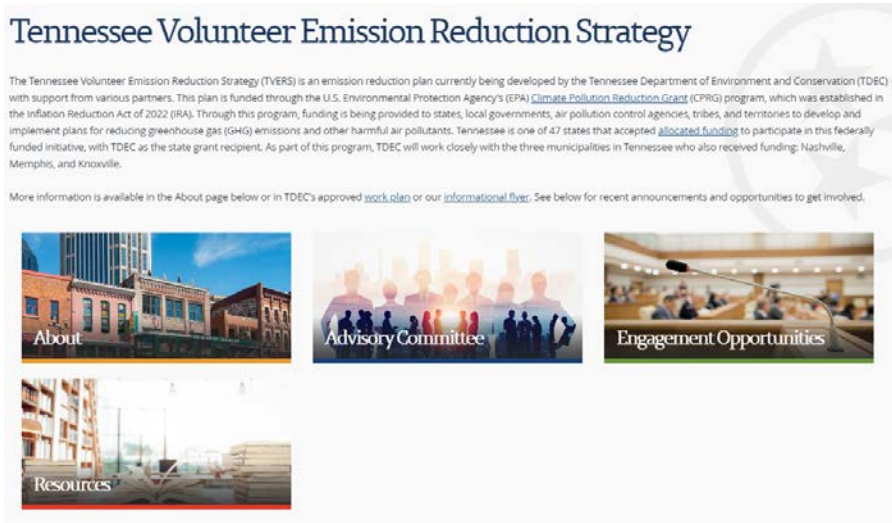 Tennessee Volunteer Emission Reduction Strategy
The Tennessee Volunteer Emission Reduction Strategy (TVERS) is an emission reduction plan currently being developed by the Tennessee Department of Environment and Conservation (TDEC)
with support from various partners. This plan is funded through the U.S. Environmental Protection Agency's (EPA) Climate Pollution Reduction Grant (CPRG) program, which was established in
the Inflation Reduction Act of 2022 (IRA). Through this program, funding is being provided to states, local governments, air pollution control agencies, tribes, and territories to develop and
implement plans for reducing greenhouse gas (GHG) emissions and other harmful air pollutants. Tennessee is one of 47 states that accepted allocated funding to participate in this federally
funded initiative, with TDEC as the state grant recipient. As part of this program, TDEC will work closely with the three municipalities in Tennessee who also received funding: Nashville,
Memphis, and Knoxville.
More information is available in the About page below or in TDEC's approved work plan or our informational flyer. See below for recent announcements and opportunities to get involved.
About
Advisory Committee
Engagement Opportunities
Resources